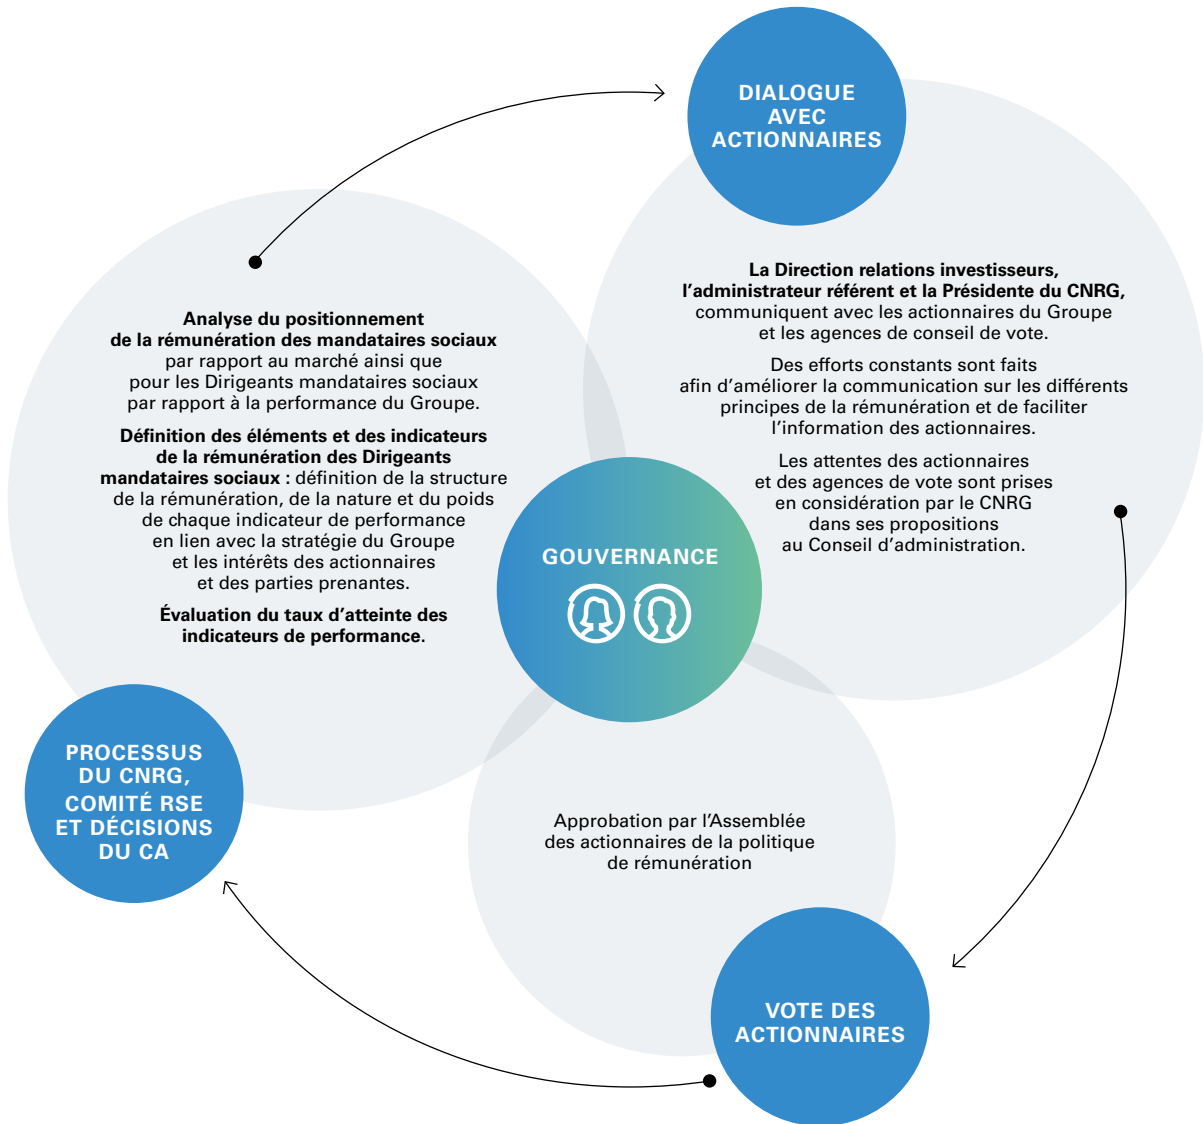 DIALOGUE
AVEC
ACTIONNAIRES
La Direction relations investisseurs,
l’administrateur référent et la Présidente du CNRG,
communiquent avec les actionnaires du Groupe
et les agences de conseil de vote.
Des efforts constants sont faits
afin d’améliorer la communication sur les différents
principes de la rémunération et de faciliter
l’information des actionnaires.
Les attentes des actionnaires
et des agences de vote sont prises
en considération par le CNRG
dans ses propositions
au Conseil d’administration.
Analyse du positionnement
de la rémunération des mandataires sociaux
par rapport au marché ainsi que
pour les Dirigeants mandataires sociaux
par rapport à la performance du Groupe.
Définition des éléments et des indicateurs
de la rémunération des Dirigeants
mandataires sociaux : définition de la structure
de la rémunération, de la nature et du poids
de chaque indicateur de performance
en lien avec la stratégie du Groupe
et les intérêts des actionnaires
et des parties prenantes.
Évaluation du taux d’atteinte des
indicateurs de performance.
GOUVERNANCE
PROCESSUS
DU CNRG,
COMITÉ RSE
ET DÉCISIONS
DU CA
Approbation par l’Assemblée
des actionnaires de la politique
de rémunération
VOTE DES
ACTIONNAIRES